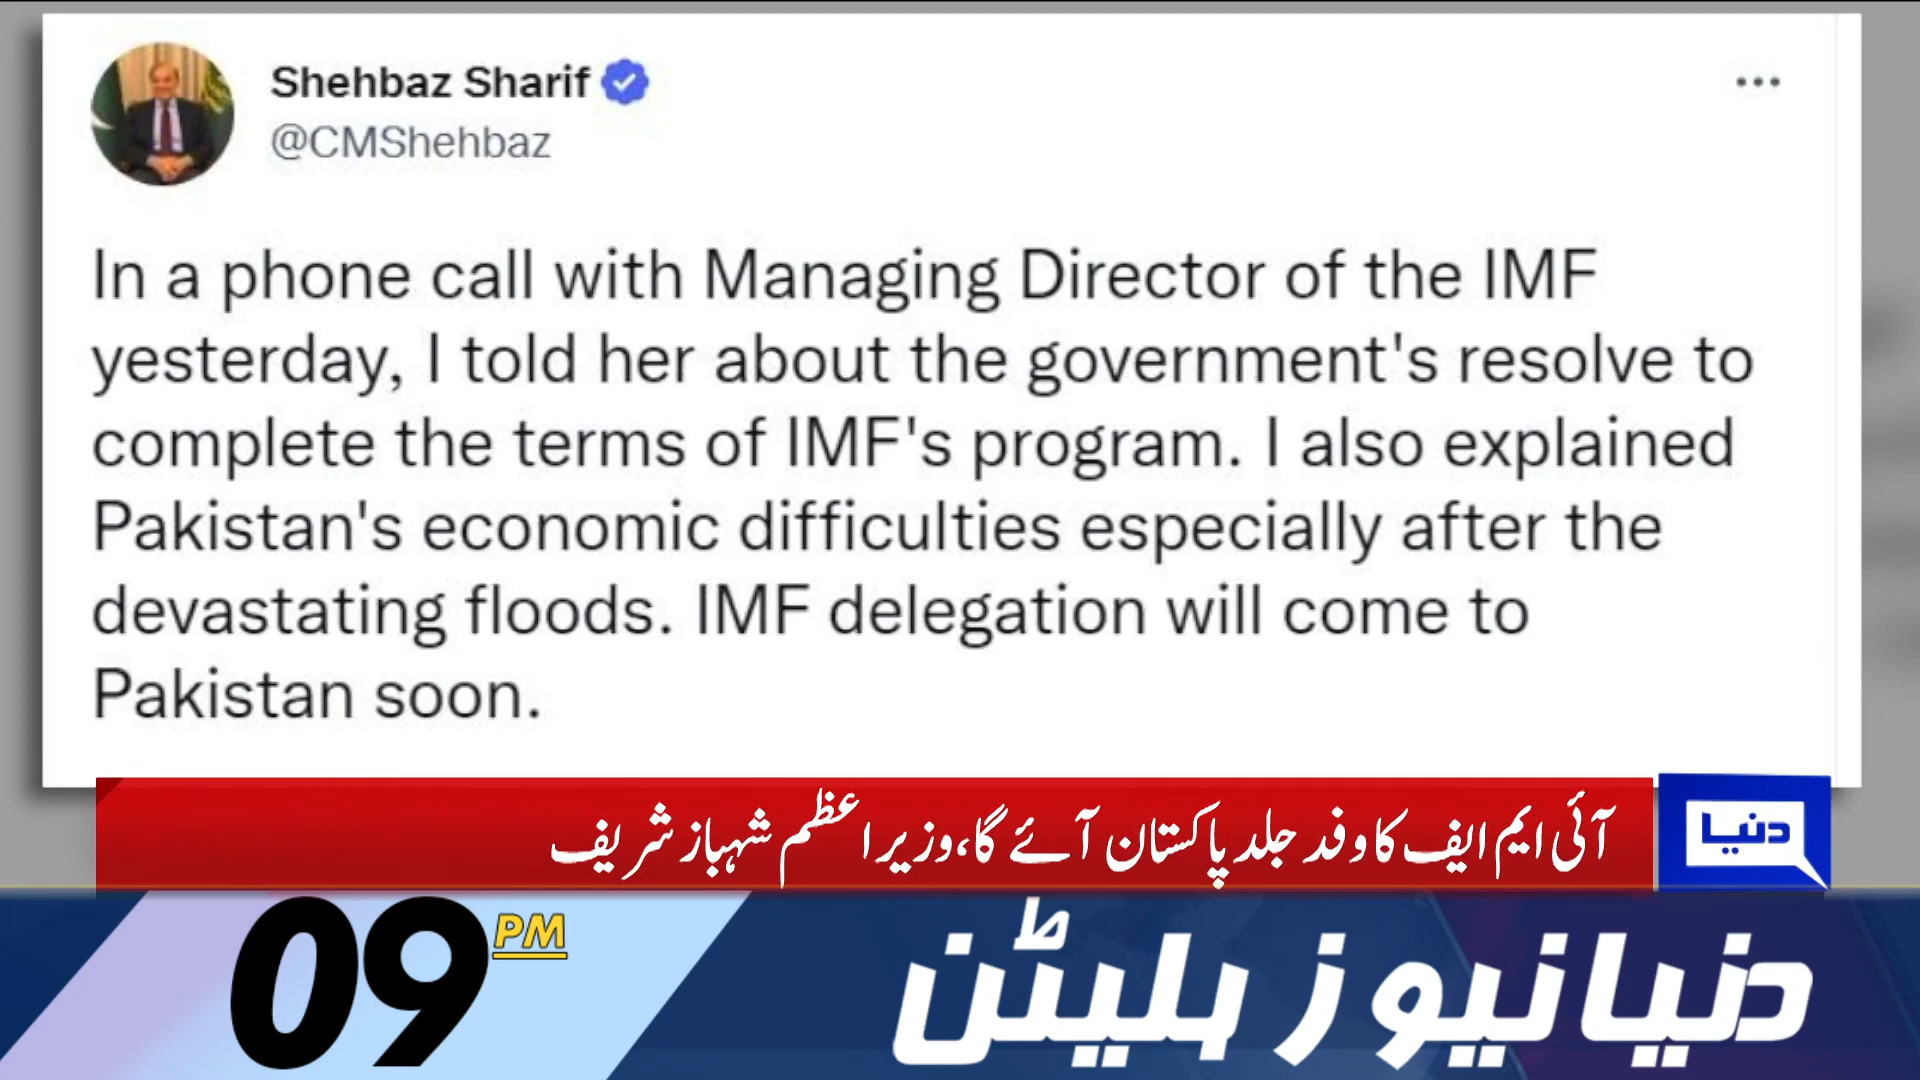 Shehbaz Sharif
@CMShehbaz
In a phone call with Managing Director of the IMF
yesterday, I told her about the government's resolve to
complete the terms of IMF's program. I also explained
Pakistan's economic difficulties especially after the
devastating floods. IMF delegation will come to
Pakistan soon.
آئی ایم ایف کا وفد جلد پاکستان آئے گا، وزیراعظم شہباز شریف
دنیا
09 PM
دنیا نیوز بلیٹن